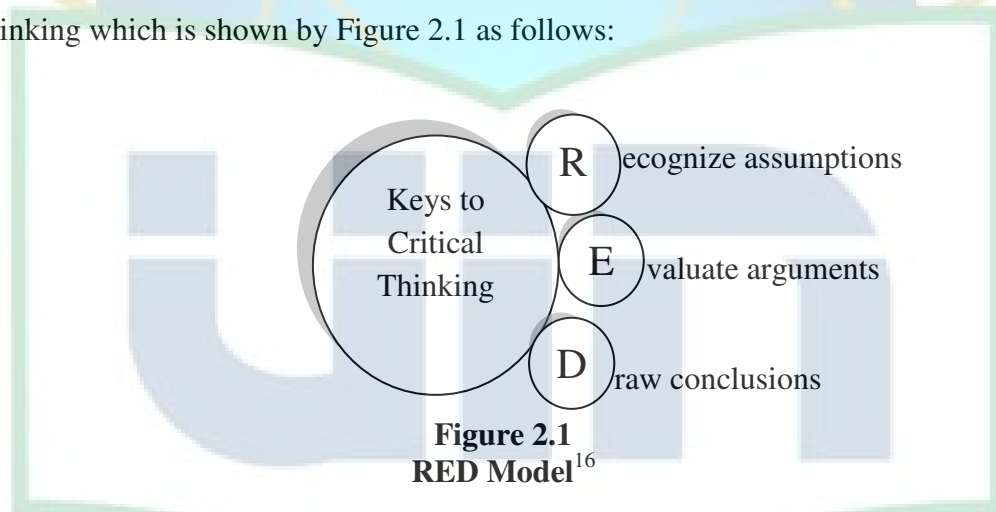 inking which is shown by Figure 2.1 as follows:
Keys to
Critical
Thinking
R ecognize assumptions
E valuate arguments
D raw conclusions
Figure 2.1
RED Model16
uin